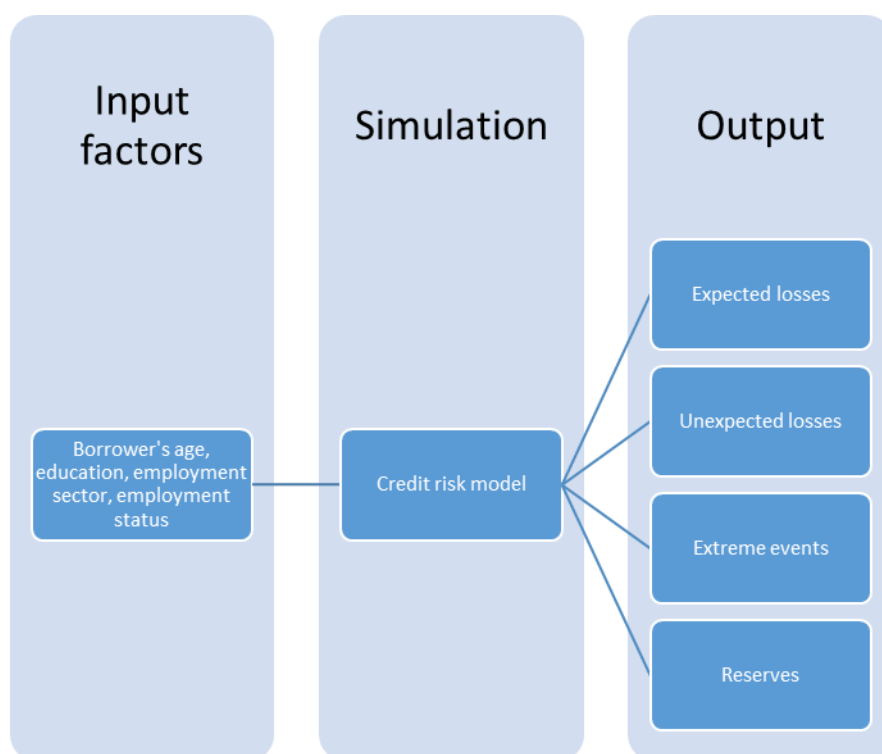 Input
factors
Simulation
Output
Borrower's age,
education, employment
sector, employment
status
Credit risk model
Expected losses
Unexpected losses
Extreme events
Reserves